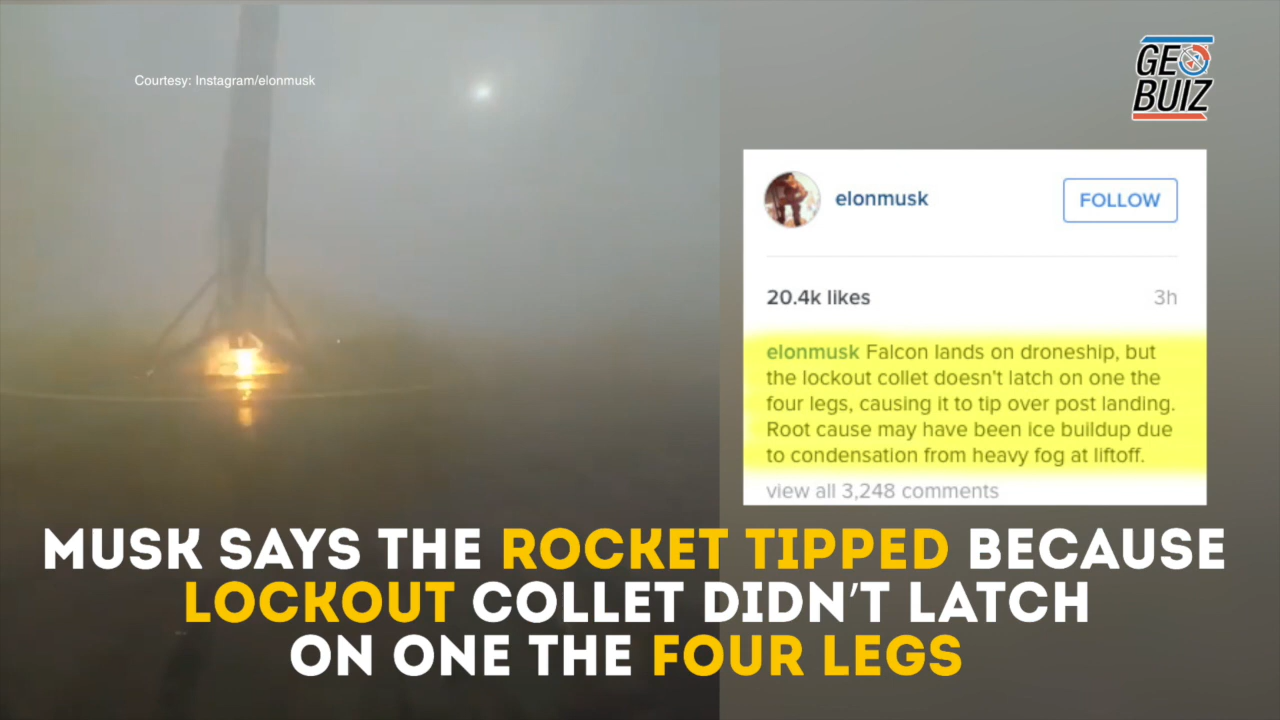 Courtesy: Instagram/elonmusk
GEO
BUIZ
elonmusk
FOLLOW
20.4k likes
3h
elonmusk Falcon lands on droneship, but
the lockout collet doesn't latch on one the
four legs, causing it to tip over post landing.
Root cause may have been ice buildup due
to condensation from heavy fog at liftoff.
view all 3,248 comments
MUSK SAYS THE ROCKET TIPPED BECAUSE
LOCKOUT COLLET DIDN'T LATCH
ON ONE THE FOUR LEGS